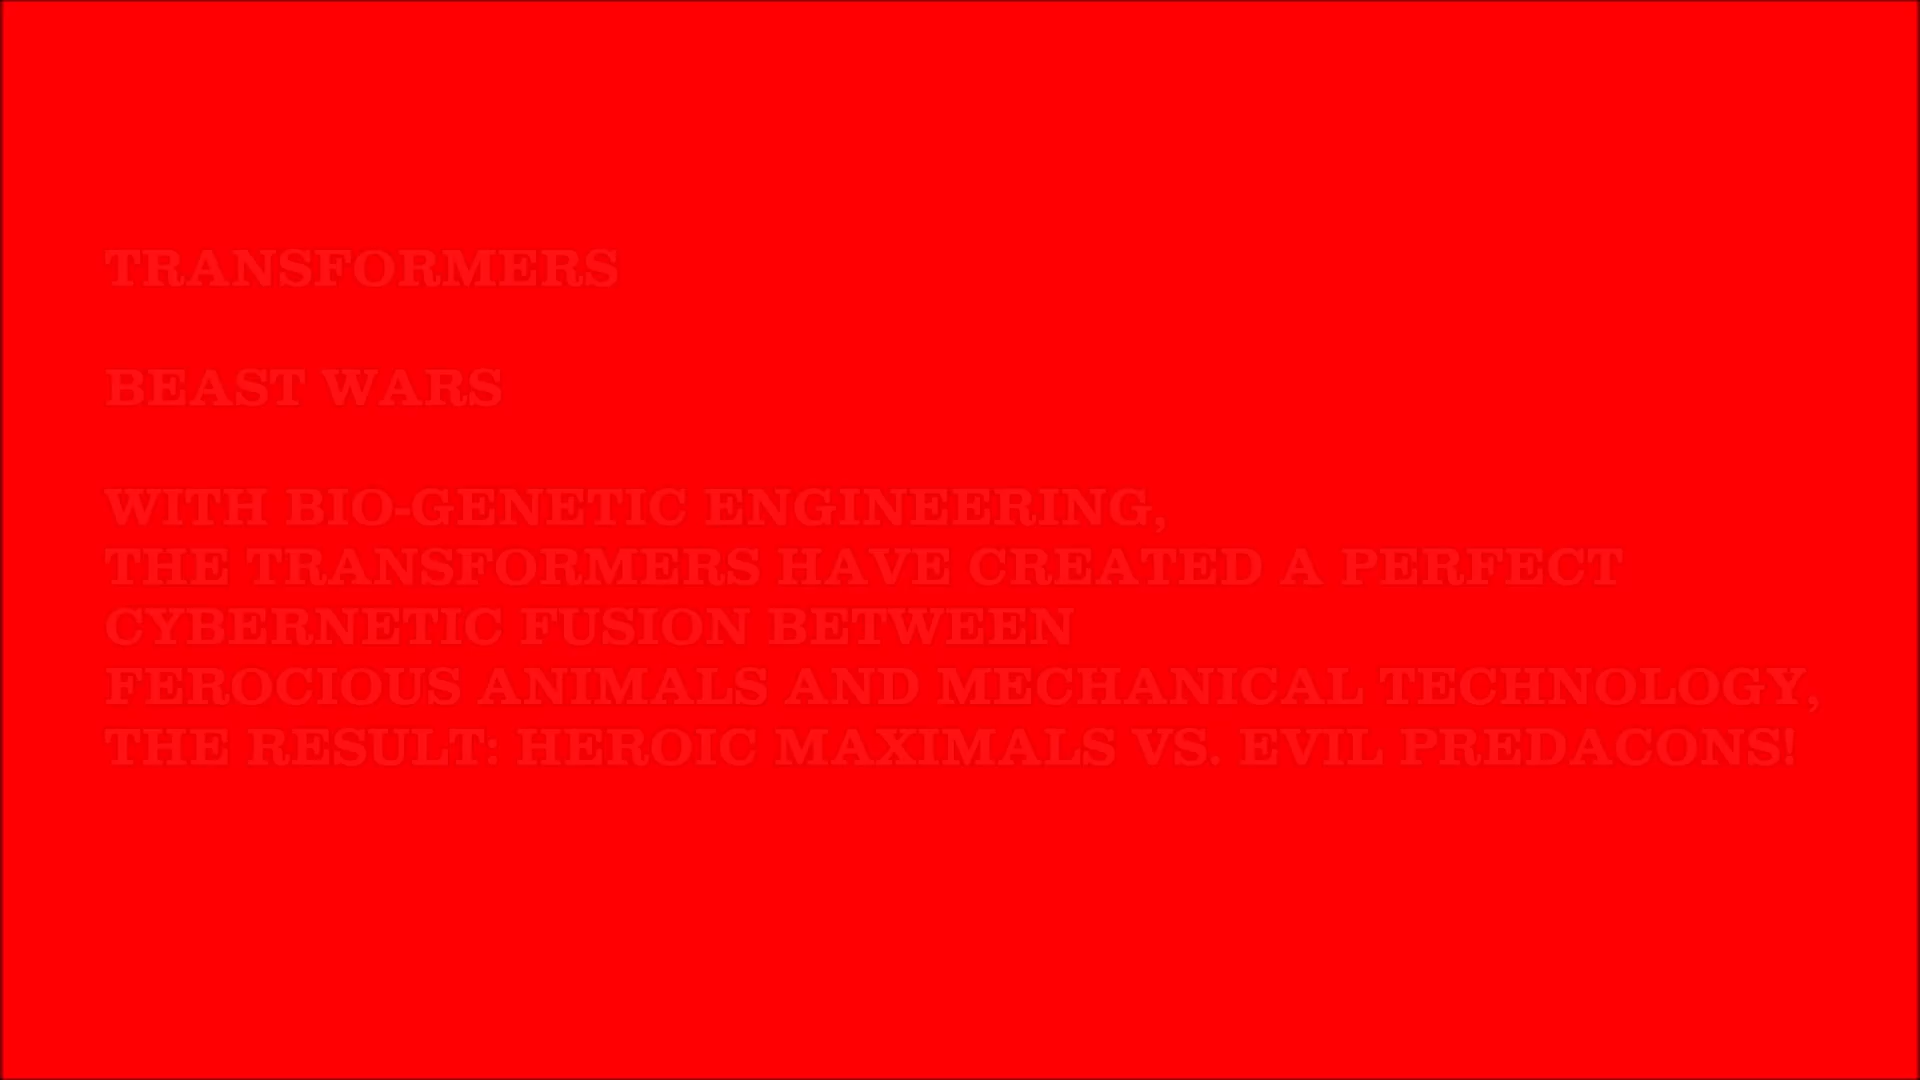 TRANSFORMERS
BEAST WARS
WITH BIO-GENETIC ENGINEERING,
THE TRANSFORMERS HAVE CREATED A PERFECT
CYBERNETIC FUSION BETWEEN
FEROCIOUS ANIMALS AND MECHANICAL TECHNOLOGY,
THE RESULT: HEROIC MAXIMALS VS. EVIL PREDACONS!